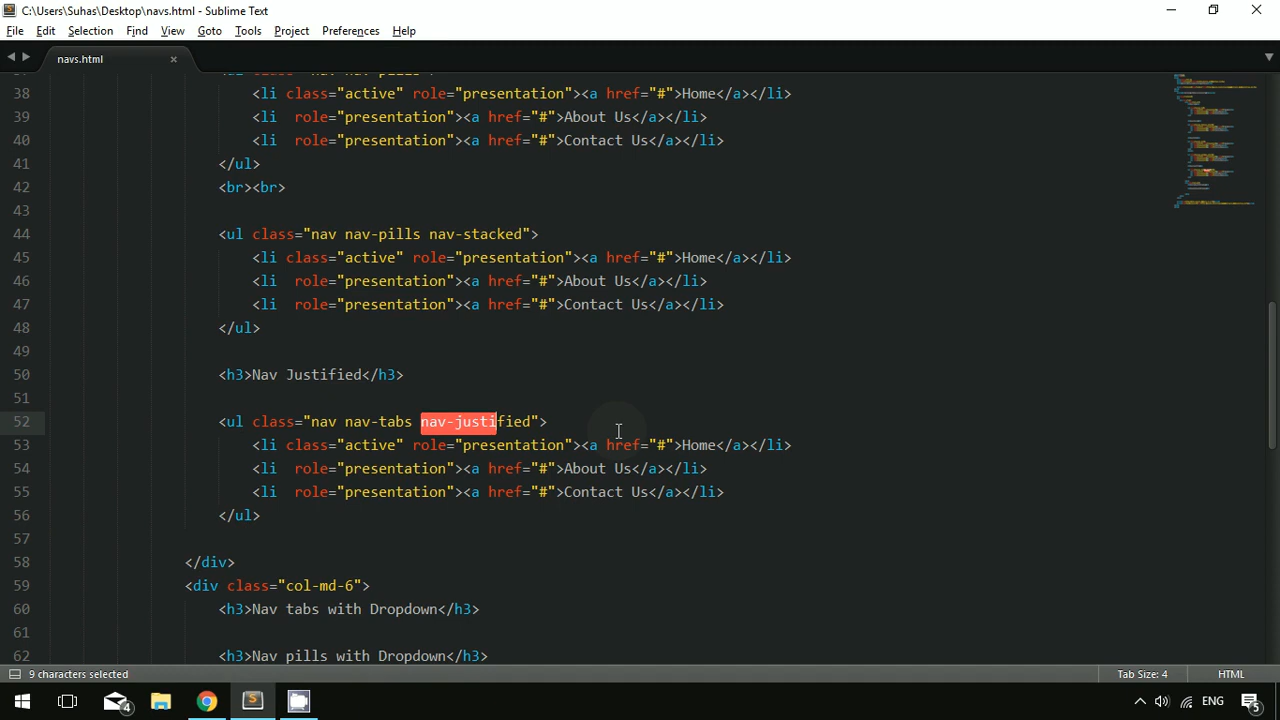 C:\Users\Suhas\Desktop\navs.html - Sublime Text
File Edit Selection Find View Goto Tools Project Preferences Help
navs.html ×
38 <li class="active" role="presentation"><a href="#">Home</a></li>
39 <li  role="presentation"><a href="#">About Us</a></li>
40 <li  role="presentation"><a href="#">Contact Us</a></li>
41 </ul>
42 <br><br>
43
44 <ul class="nav nav-pills nav-stacked">
45 <li class="active" role="presentation"><a href="#">Home</a></li>
46 <li  role="presentation"><a href="#">About Us</a></li>
47 <li  role="presentation"><a href="#">Contact Us</a></li>
48 </ul>
49
50 <h3>Nav Justified</h3>
51
52 <ul class="nav nav-tabs nav-justified">
53 <li class="active" role="presentation"><a href="#">Home</a></li>
54 <li  role="presentation"><a href="#">About Us</a></li>
55 <li  role="presentation"><a href="#">Contact Us</a></li>
56 </ul>
57
58 </div>
59 <div class="col-md-6">
60 <h3>Nav tabs with Dropdown</h3>
61
62 <h3>Nav pills with Dropdown</h3>
9 characters selected Tab Size: 4 HTML
4 S ENG 5